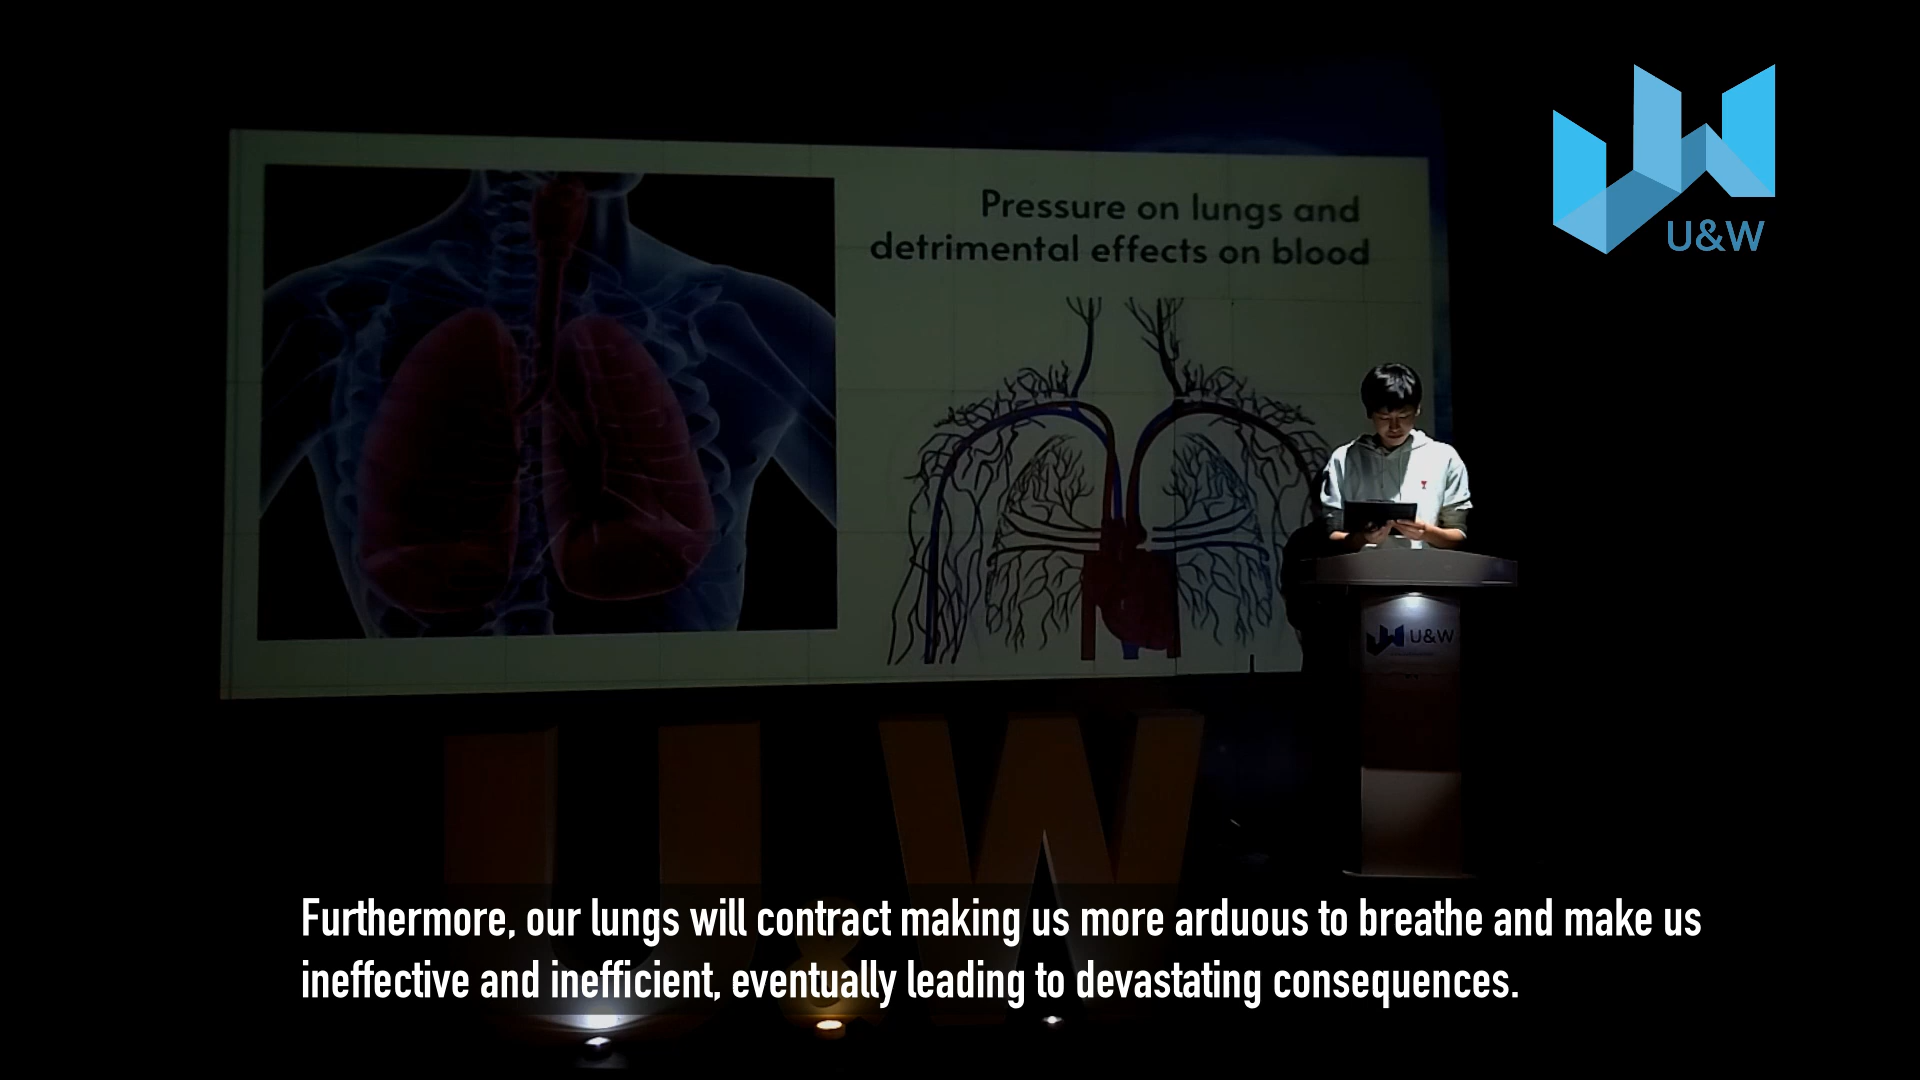 Pressure on lungs and
detrimental effects on blood
U&W
U&W
U & W
Furthermore, our lungs will contract making us more arduous to breathe and make us
ineffective and inefficient, eventually leading to devastating consequences.